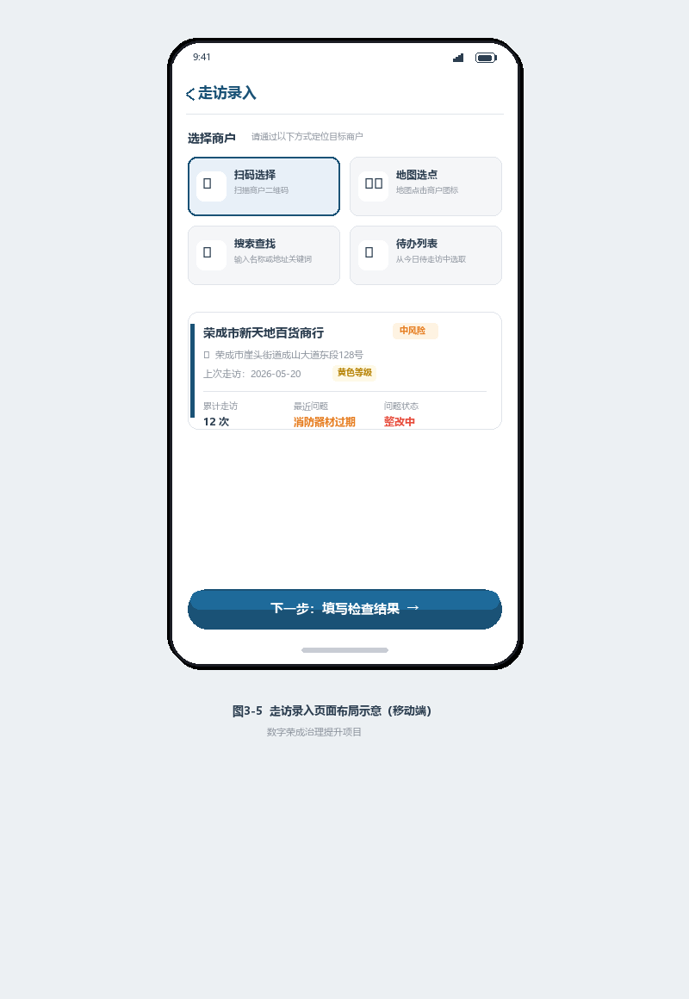 9:41
走访录入
选择商户 请通过以下方式定位目标商户
扫码选择
扫描商户二维码
地图选点
地图点击商户图标
搜索查找
输入名称或地址关键词
待办列表
从今日待走访中选取
荣成市新天地百货商行 中风险
荣成市崖头街道成山大道东段128号
上次走访：2026-05-20 黄色等级
累计走访 最近问题 问题状态
12 次 消防器材过期 整改中
下一步：填写检查结果 →
图3-5 走访录入页面布局示意（移动端）
数字荣成治理提升项目